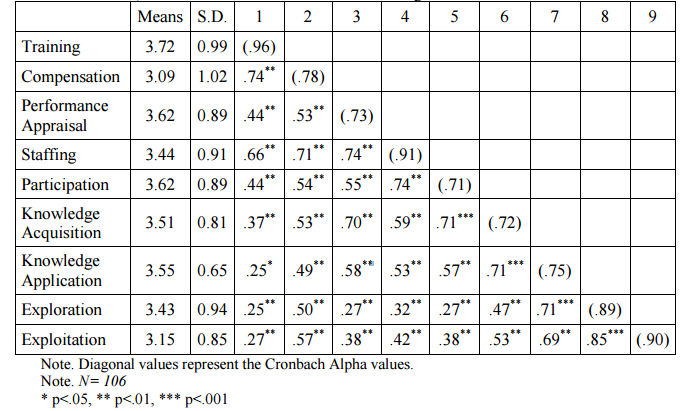 Means S.D. 1 2 3 4 5 6 7 8 9
Training 3.72 0.99 (.96)
Compensation 3.09 1.02 .74** (.78)
Performance
Appraisal 3.62 0.89 .44** .53** (.73)
Staffing 3.44 0.91 .66** .71** .74** (.91)
Participation 3.62 0.89 .44** .54** .55** .74** (.71)
Knowledge
Acquisition 3.51 0.81 .37** .53** .70** .59** .71*** (.72)
Knowledge
Application 3.55 0.65 .25* .49** .58** .53** .57** .71*** (.75)
Exploration 3.43 0.94 .25** .50** .27** .32** .27** .47** .71*** (.89)
Exploitation 3.15 0.85 .27** .57** .38** .42** .38** .53** .69** .85*** (.90)
Note. Diagonal values represent the Cronbach Alpha values.
Note. N= 106
* p<.05, ** p<.01, *** p<.001